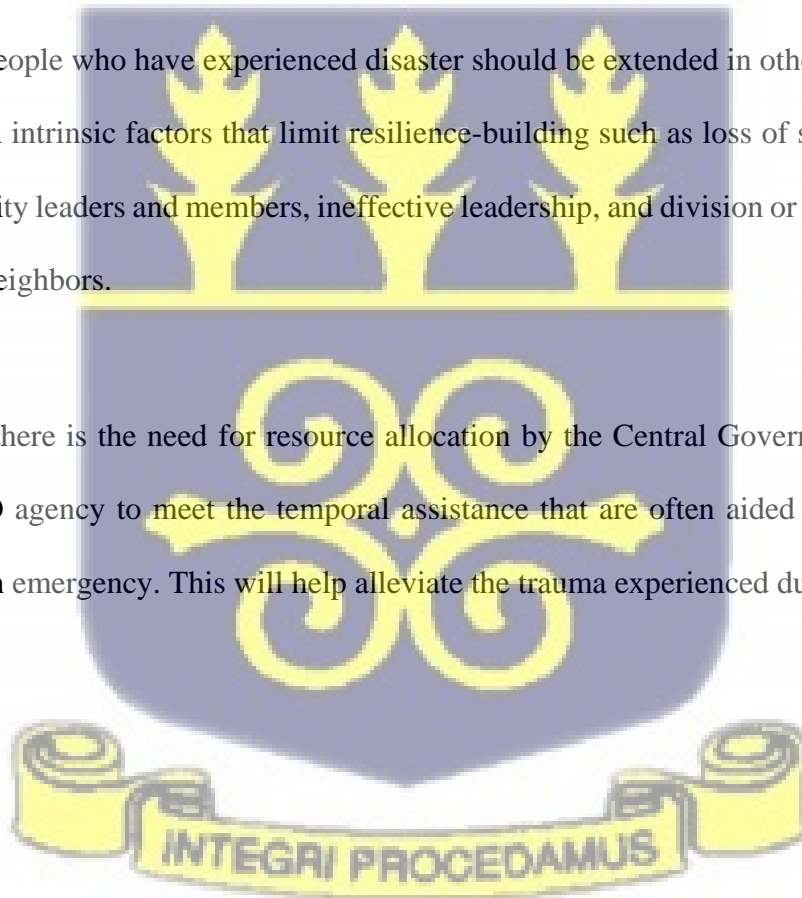 eople who have experienced disaster should be extended in othe
intrinsic factors that limit resilience-building such as loss of s
ity leaders and members, ineffective leadership, and division or
eighbors.
here is the need for resource allocation by the Central Govern
agency to meet the temporal assistance that are often aided
emergency. This will help alleviate the trauma experienced du
INTEGRI PROCEDAMUS